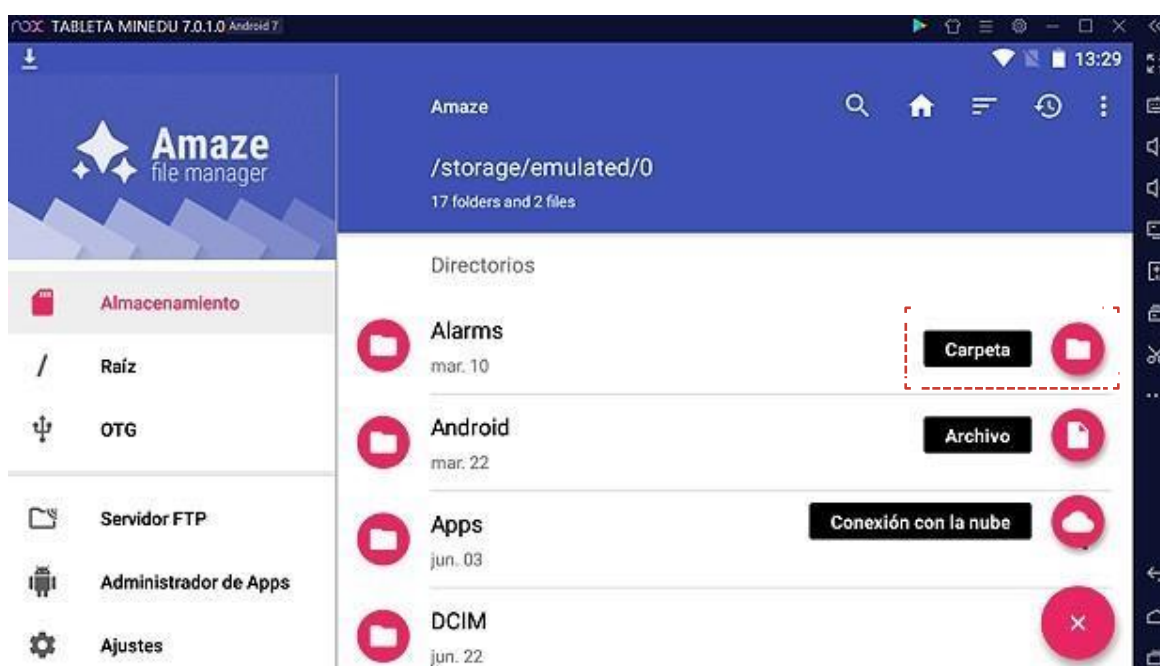 nox TABLETA MINEDU 7.0.1.0 Android 7
13:29
Amaze
file manager
Almacenamiento
Raíz
OTG
Servidor FTP
Administrador de Apps
Ajustes
Amaze
/storage/emulated/0
17 folders and 2 files
Directorios
Alarms
mar. 10
Carpeta
Android
mar. 22
Archivo
Apps
jun. 03
Conexión con la nube
DCIM
jun. 22